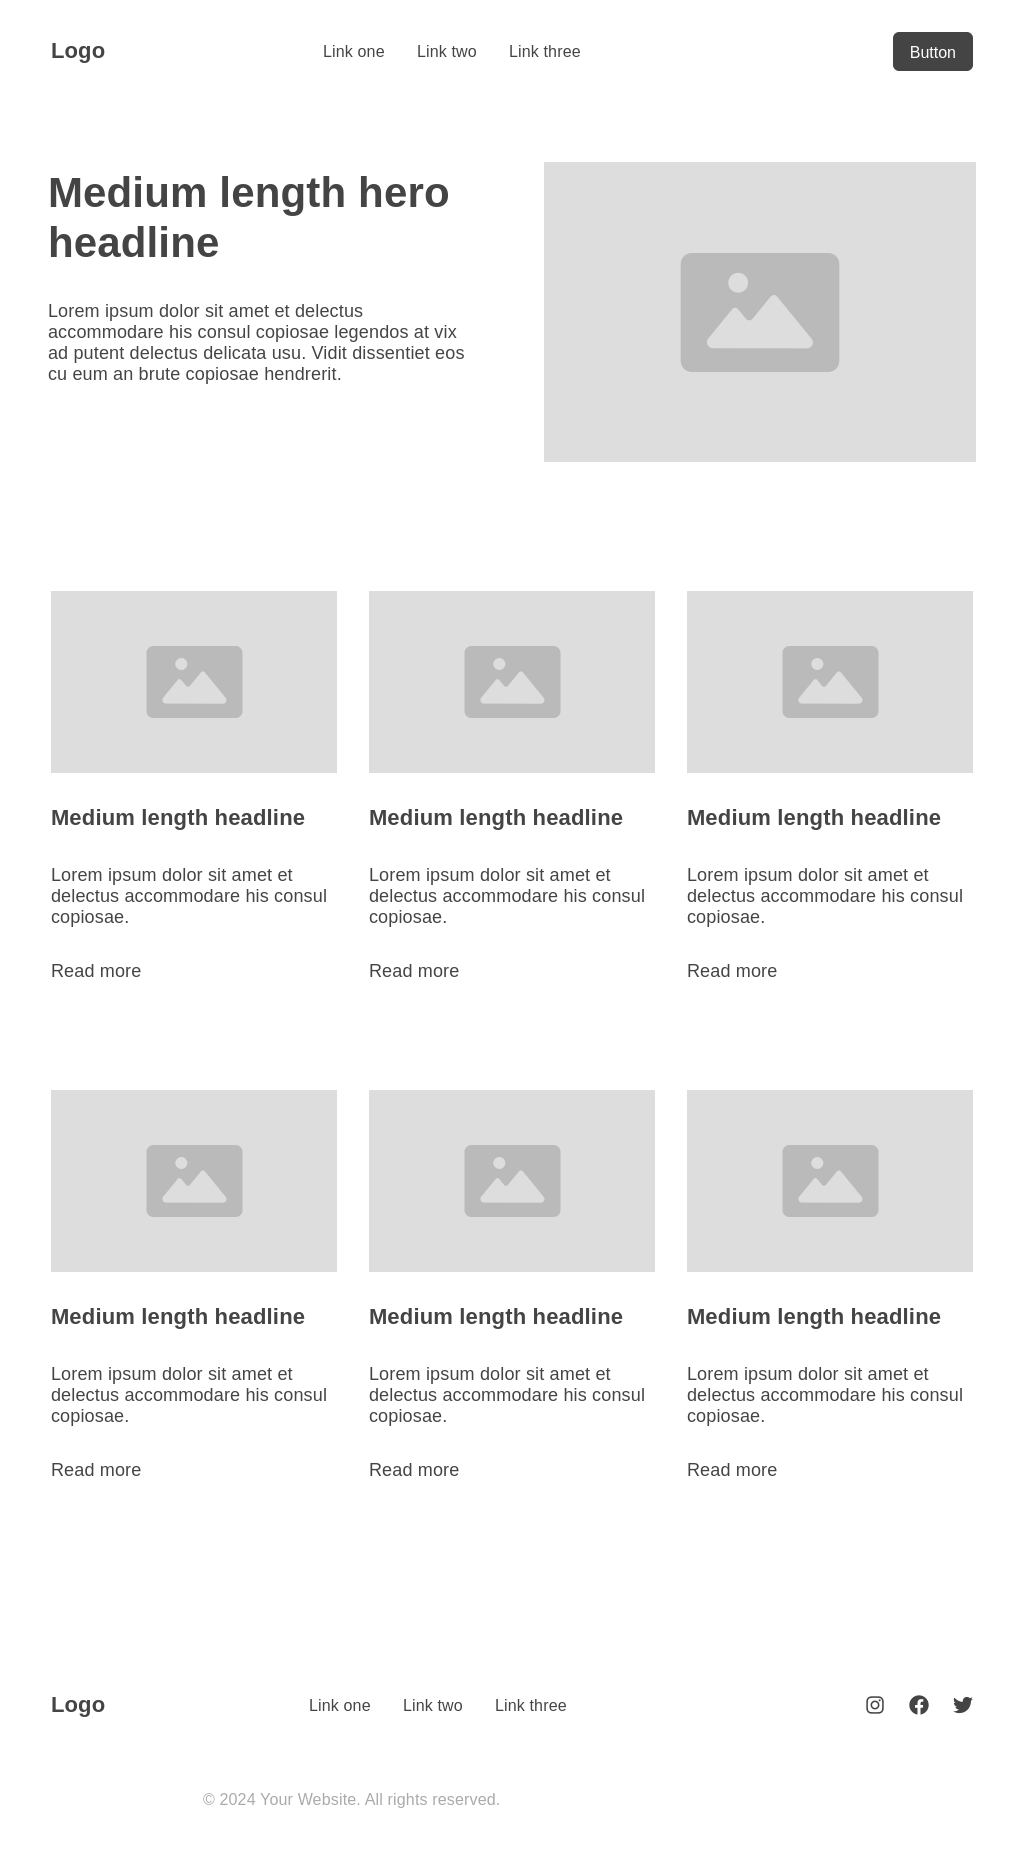 Logo
Link one Link two Link three
Button
Medium length hero
headline
Lorem ipsum dolor sit amet et delectus
accommodare his consul copiosae legendos at vix
ad putent delectus delicata usu. Vidit dissentiet eos
cu eum an brute copiosae hendrerit.
Medium length headline
Lorem ipsum dolor sit amet et
delectus accommodare his consul
copiosae.
Read more
Medium length headline
Lorem ipsum dolor sit amet et
delectus accommodare his consul
copiosae.
Read more
Medium length headline
Lorem ipsum dolor sit amet et
delectus accommodare his consul
copiosae.
Read more
Medium length headline
Lorem ipsum dolor sit amet et
delectus accommodare his consul
copiosae.
Read more
Medium length headline
Lorem ipsum dolor sit amet et
delectus accommodare his consul
copiosae.
Read more
Medium length headline
Lorem ipsum dolor sit amet et
delectus accommodare his consul
copiosae.
Read more
Logo
Link one Link two Link three
© 2024 Your Website. All rights reserved.